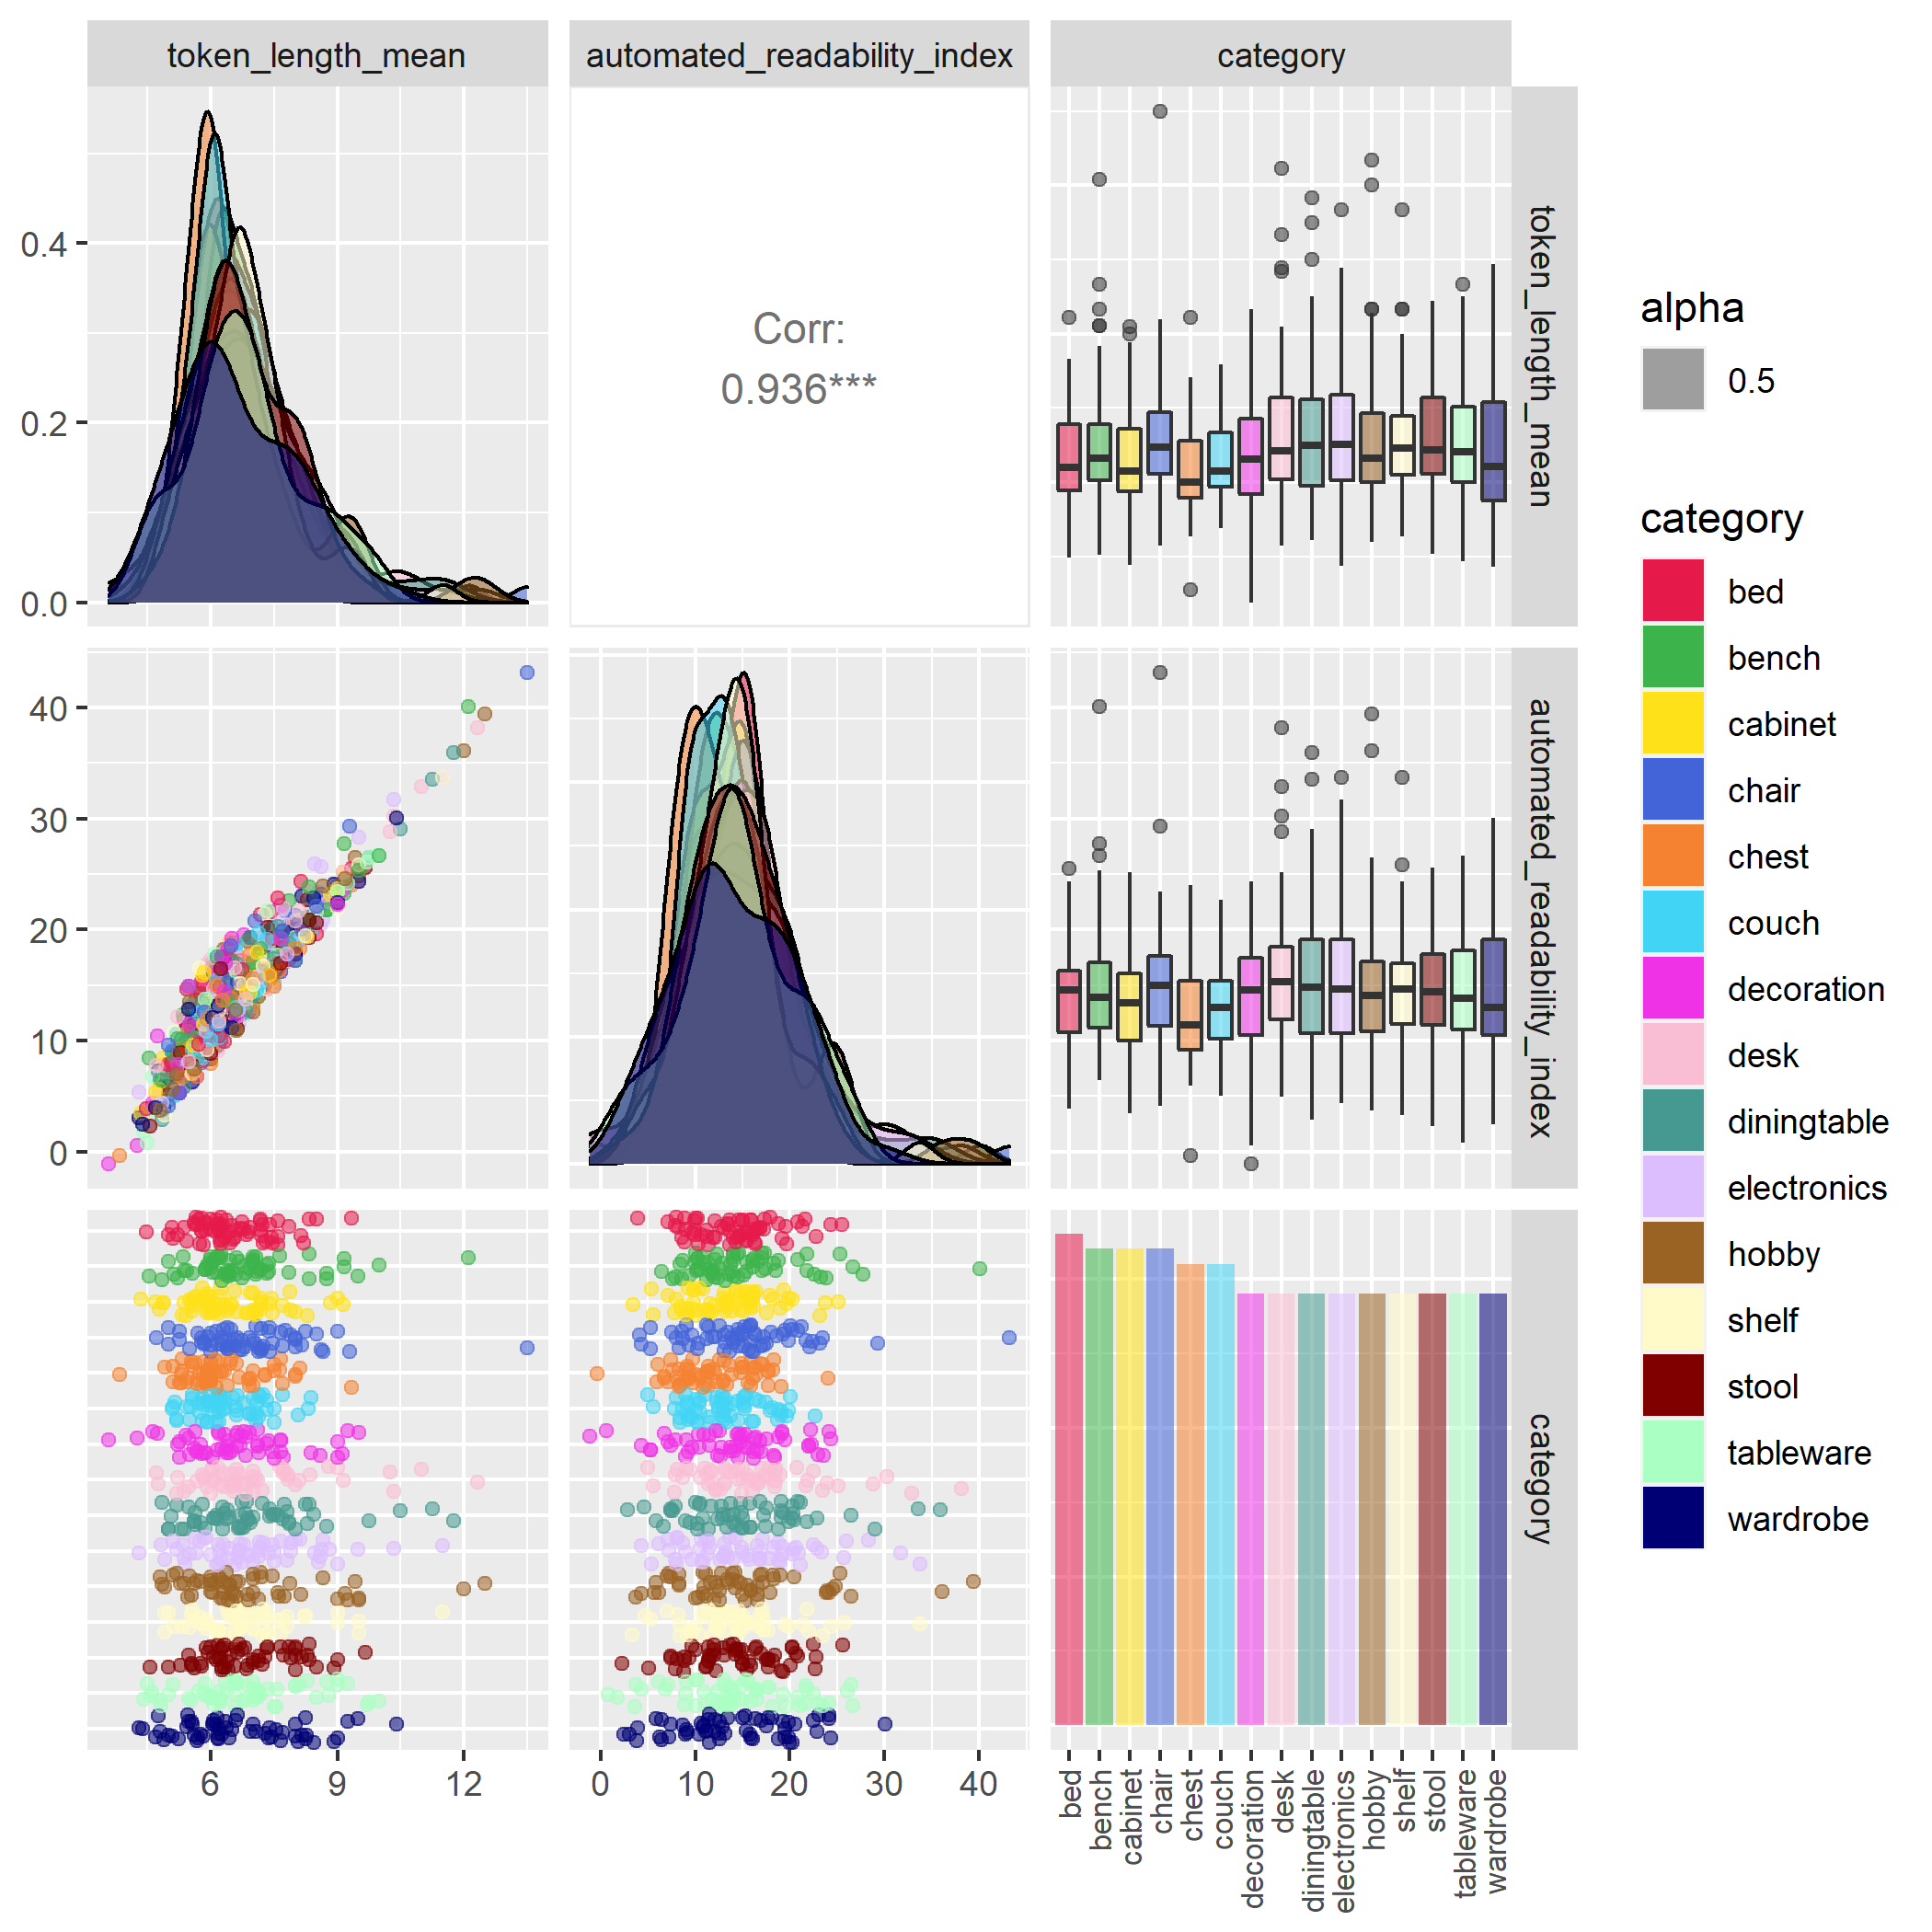 token_length_mean
automated_readability_index
category
0.4
0.2
0.0
Corr:
0.936***
token_length_mean
40
30
20
10
0
automated_readability_index
category
6
9
12
0
10
20
30
40
bed
bench
cabinet
chair
chest
couch
decoration
desk
diningtable
electronics
hobby
shelf
stool
tableware
wardrobe
alpha
0.5
category
bed
bench
cabinet
chair
chest
couch
decoration
desk
diningtable
electronics
hobby
shelf
stool
tableware
wardrobe